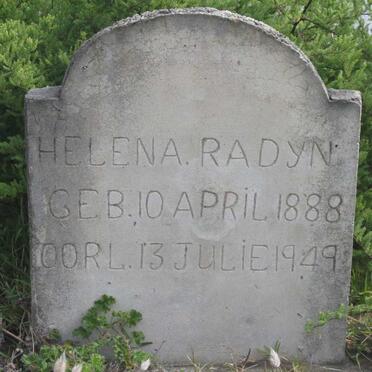 HELENA. RADYN
GEB. 10 APRiL 1888
OORL. 13 JULiE 1949